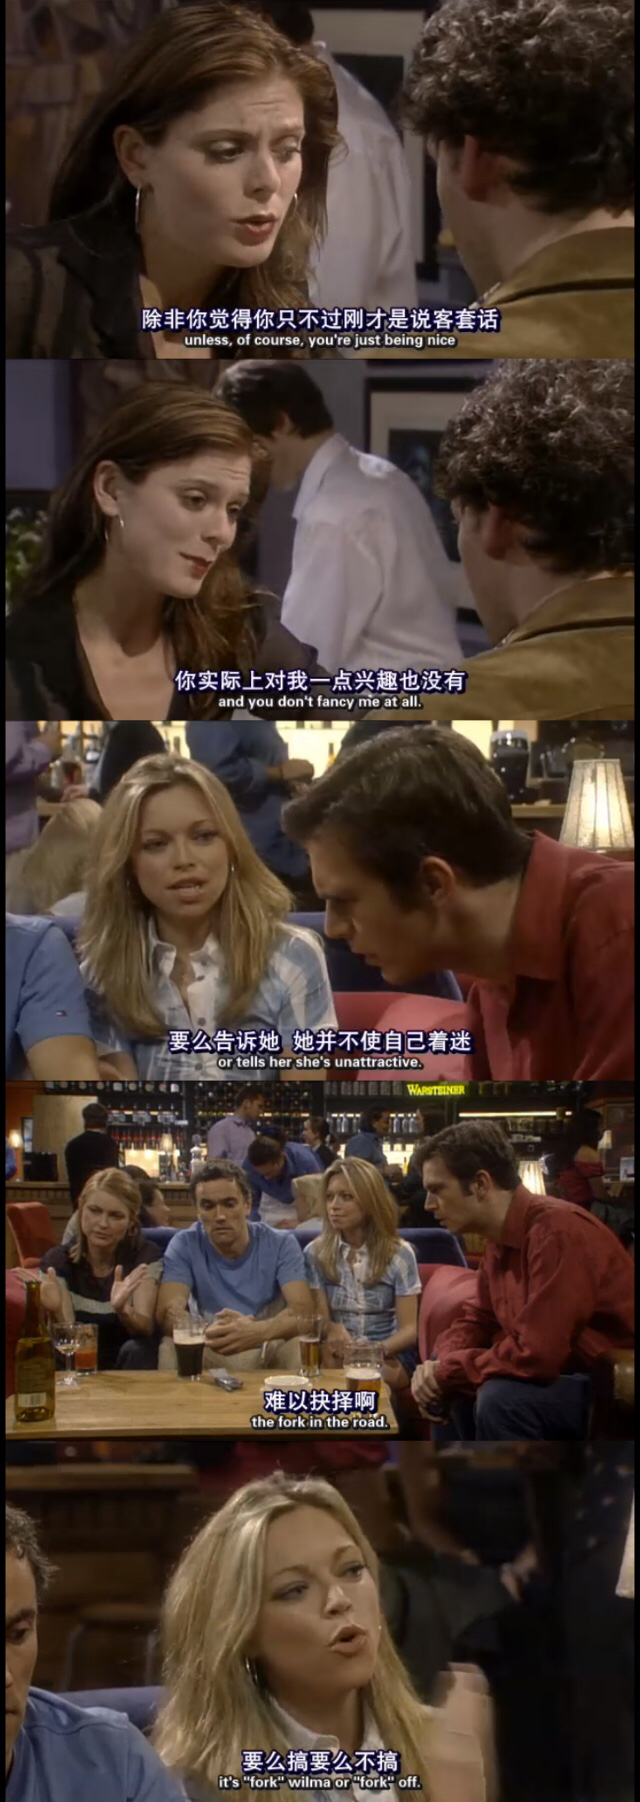 除非你觉得你只不过刚才是说客套话
unless, of course, you're just being nice
你实际上对我一点兴趣也没有
and you don't fancy me at all.
要么告诉她 她并不使自己着迷
or tells her she's unattractive.
WARSTEINER
难以抉择啊
the fork in the road.
要么搞要么不搞
it's "fork" wilma or "fork" off.